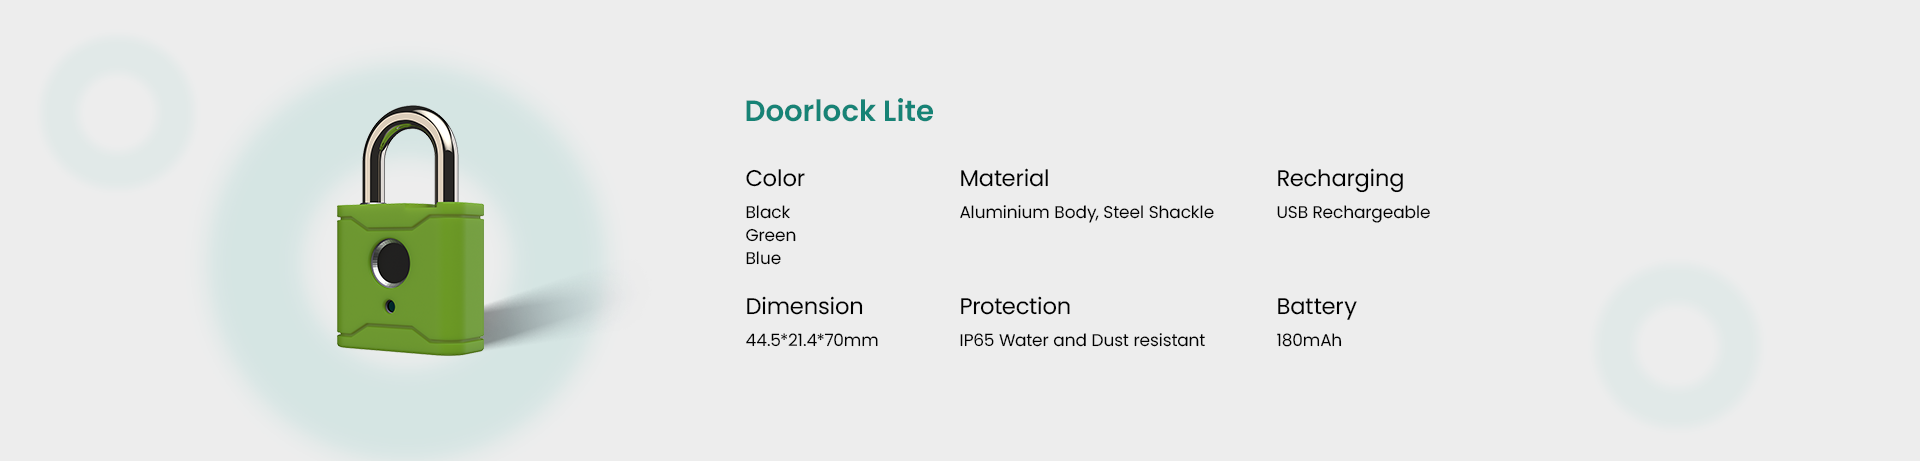 Doorlock Lite
Color
Black
Green
Blue
Material
Aluminium Body, Steel Shackle
Recharging
USB Rechargeable
Dimension
44.5*21.4*70mm
Protection
IP65 Water and Dust resistant
Battery
180mAh